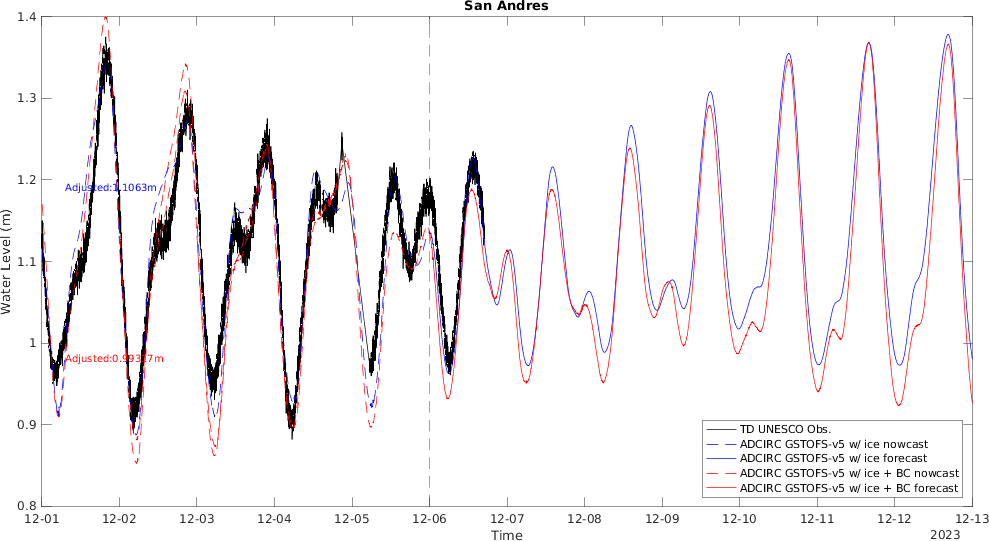 San Andres
1.4
1.3
1.2
1.1
1
0.9
0.8
Water Level (m)
Adjusted:1.1063m
Adjusted:0.99317m
TD UNESCO Obs.
ADCIRC GSTOFS-v5 w/ ice nowcast
ADCIRC GSTOFS-v5 w/ ice forecast
ADCIRC GSTOFS-v5 w/ ice + BC nowcast
ADCIRC GSTOFS-v5 w/ ice + BC forecast
12-01 12-02 12-03 12-04 12-05 12-06 12-07 12-08 12-09 12-10 12-11 12-12 12-13
Time
2023